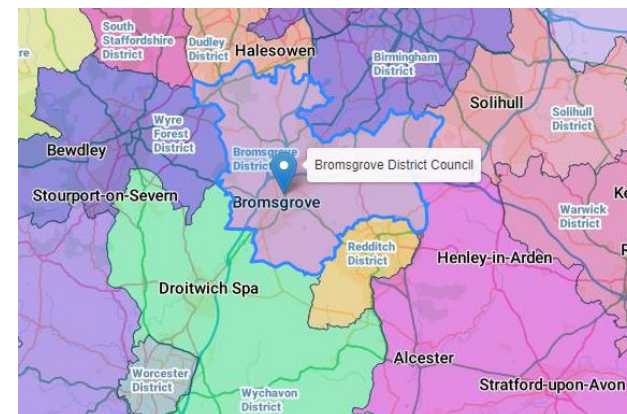 South
Staffordshire
District
Dudley
District
Halesowen
Birmingham
District
re
Solihull
Solihull
District
Wyre
Forest
District
Bewdley
Bromsgrove
District
Bromsgrove District Council
Stourport-on-Severn
Bromsgrove
Ke
Warwick
District
Redditch
District
Henley-in-Arden
R
Droitwich Spa
Alcester
Worcester
District
Stratford-upon-Avon
Wychavon
District